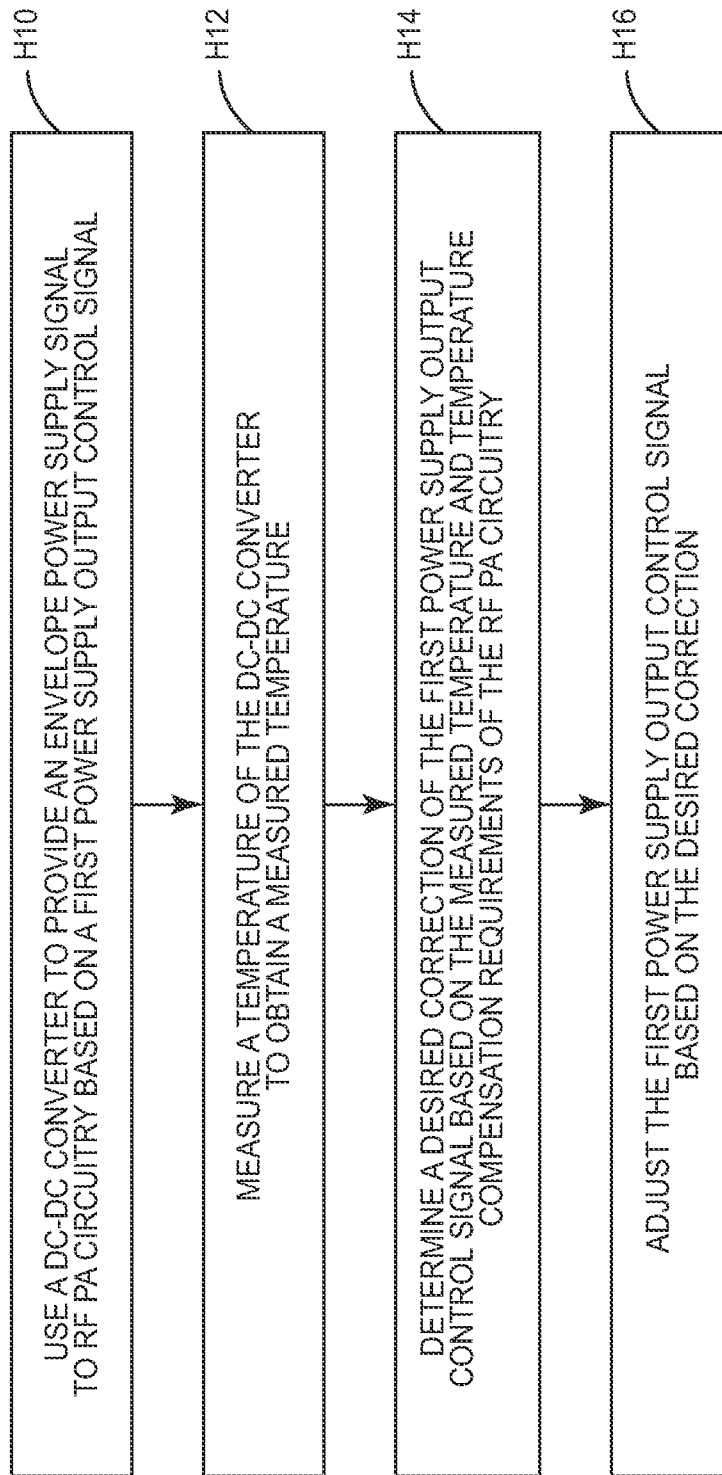 USE A DC-DC CONVERTER TO PROVIDE AN ENVELOPE POWER SUPPLY SIGNAL
TO RF PA CIRCUITRY BASED ON A FIRST POWER SUPPLY OUTPUT CONTROL SIGNAL
H10
MEASURE A TEMPERATURE OF THE DC-DC CONVERTER
TO OBTAIN A MEASURED TEMPERATURE
H12
DETERMINE A DESIRED CORRECTION OF THE FIRST POWER SUPPLY OUTPUT
CONTROL SIGNAL BASED ON THE MEASURED TEMPERATURE AND TEMPERATURE
COMPENSATION REQUIREMENTS OF THE RF PA CIRCUITRY
H14
ADJUST THE FIRST POWER SUPPLY OUTPUT CONTROL SIGNAL
BASED ON THE DESIRED CORRECTION
H16